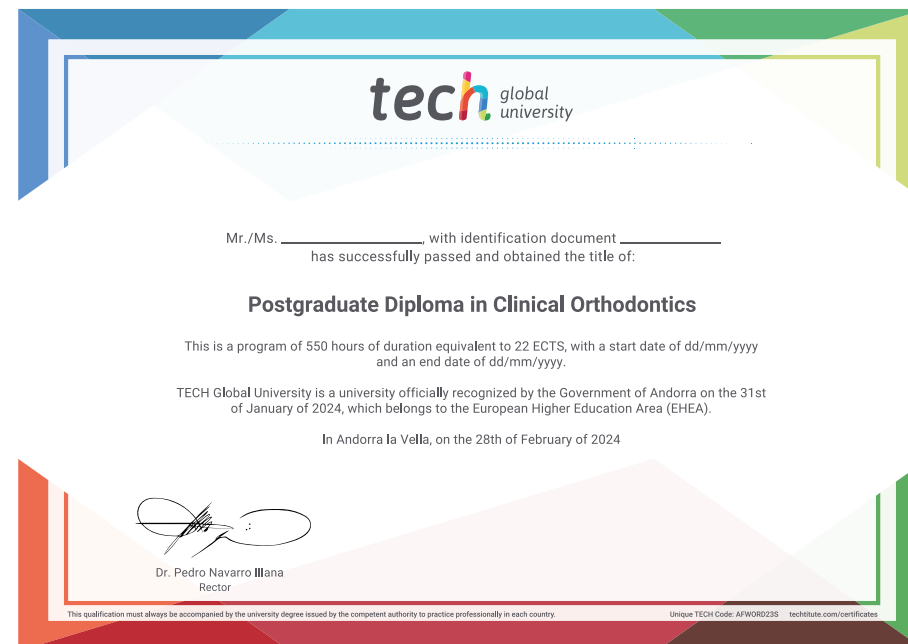 tech global university
Mr./Ms. ____________, with identification document ____________
has successfully passed and obtained the title of:
Postgraduate Diploma in Clinical Orthodontics
This is a program of 550 hours of duration equivalent to 22 ECTS, with a start date of dd/mm/yyyy
and an end date of dd/mm/yyyy.
TECH Global University is a university officially recognized by the Government of Andorra on the 31st
of January of 2024, which belongs to the European Higher Education Area (EHEA).
In Andorra la Vella, on the 28th of February of 2024
Dr. Pedro Navarro Illana
Rector
This qualification must always be accompanied by the university degree issued by the competent authority to practice professionally in each country.
Unique TECH Code: AFWORD23S techtitute.com/certificates